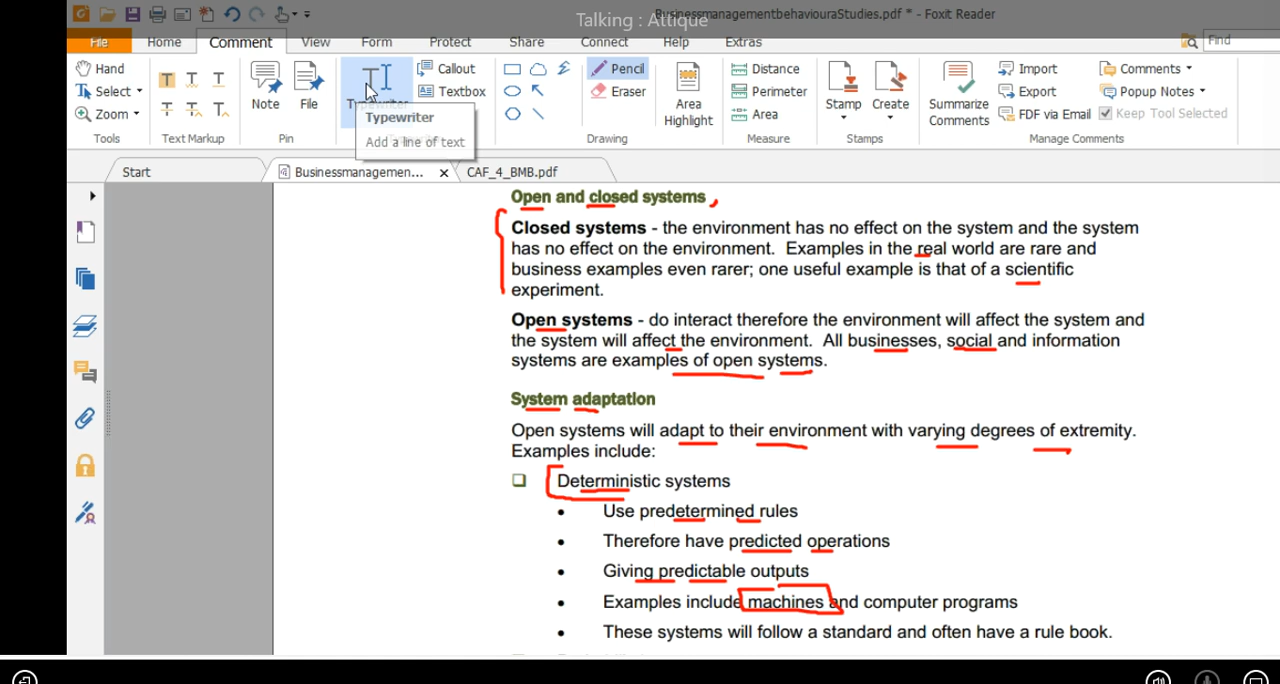 Talking : Attique
BusinessmanagementbehaviouraStudies.pdf * - Foxit Reader
File Home Comment View Form Protect Share Connect Help Extras Find
Hand
Select
Zoom
Tools
Text Markup
Note
File
Pin
Typewriter
Callout
Textbox
Typewriter
Add a line of text
Pencil
Eraser
Area Highlight
Drawing
Distance
Perimeter
Area
Measure
Stamp
Create
Stamps
Summarize Comments
Import
Export
FDF via Email
Comments
Popup Notes
Keep Tool Selected
Manage Comments
Start Businessmanagemen... CAF_4_BMB.pdf
Open and closed systems
Closed systems - the environment has no effect on the system and the system
has no effect on the environment. Examples in the real world are rare and
business examples even rarer; one useful example is that of a scientific
experiment.
Open systems - do interact therefore the environment will affect the system and
the system will affect the environment. All businesses, social and information
systems are examples of open systems.
System adaptation
Open systems will adapt to their environment with varying degrees of extremity.
Examples include:
❑ Deterministic systems
• Use predetermined rules
• Therefore have predicted operations
• Giving predictable outputs
• Examples include machines and computer programs
• These systems will follow a standard and often have a rule book.